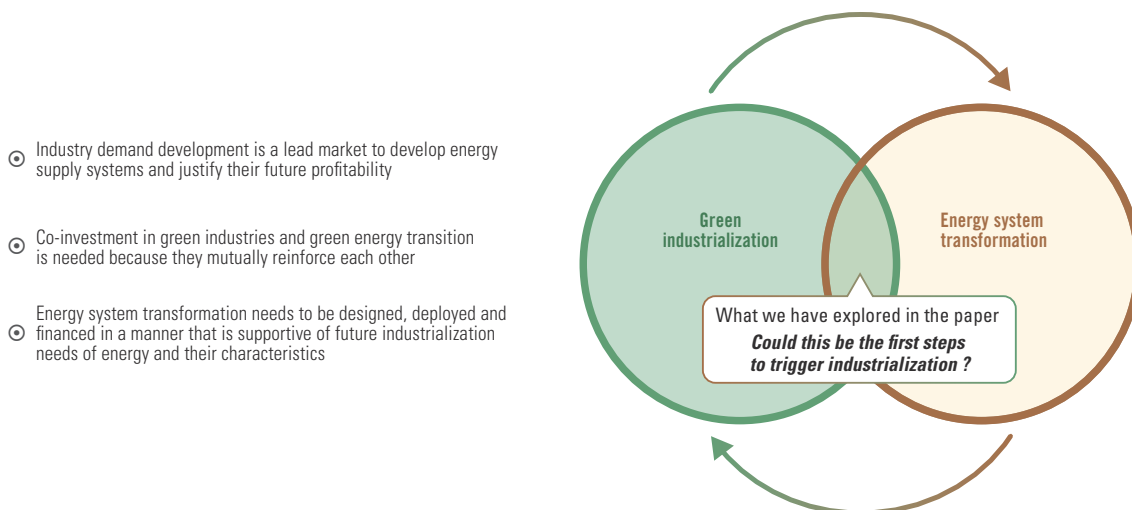 Industry demand development is a lead market to develop energy
supply systems and justify their future profitability
Co-investment in green industries and green energy transition
is needed because they mutually reinforce each other
Energy system transformation needs to be designed, deployed and
financed in a manner that is supportive of future industrialization
needs of energy and their characteristics
Green
industrialization
Energy system
transformation
What we have explored in the paper
Could this be the first steps
to trigger industrialization ?